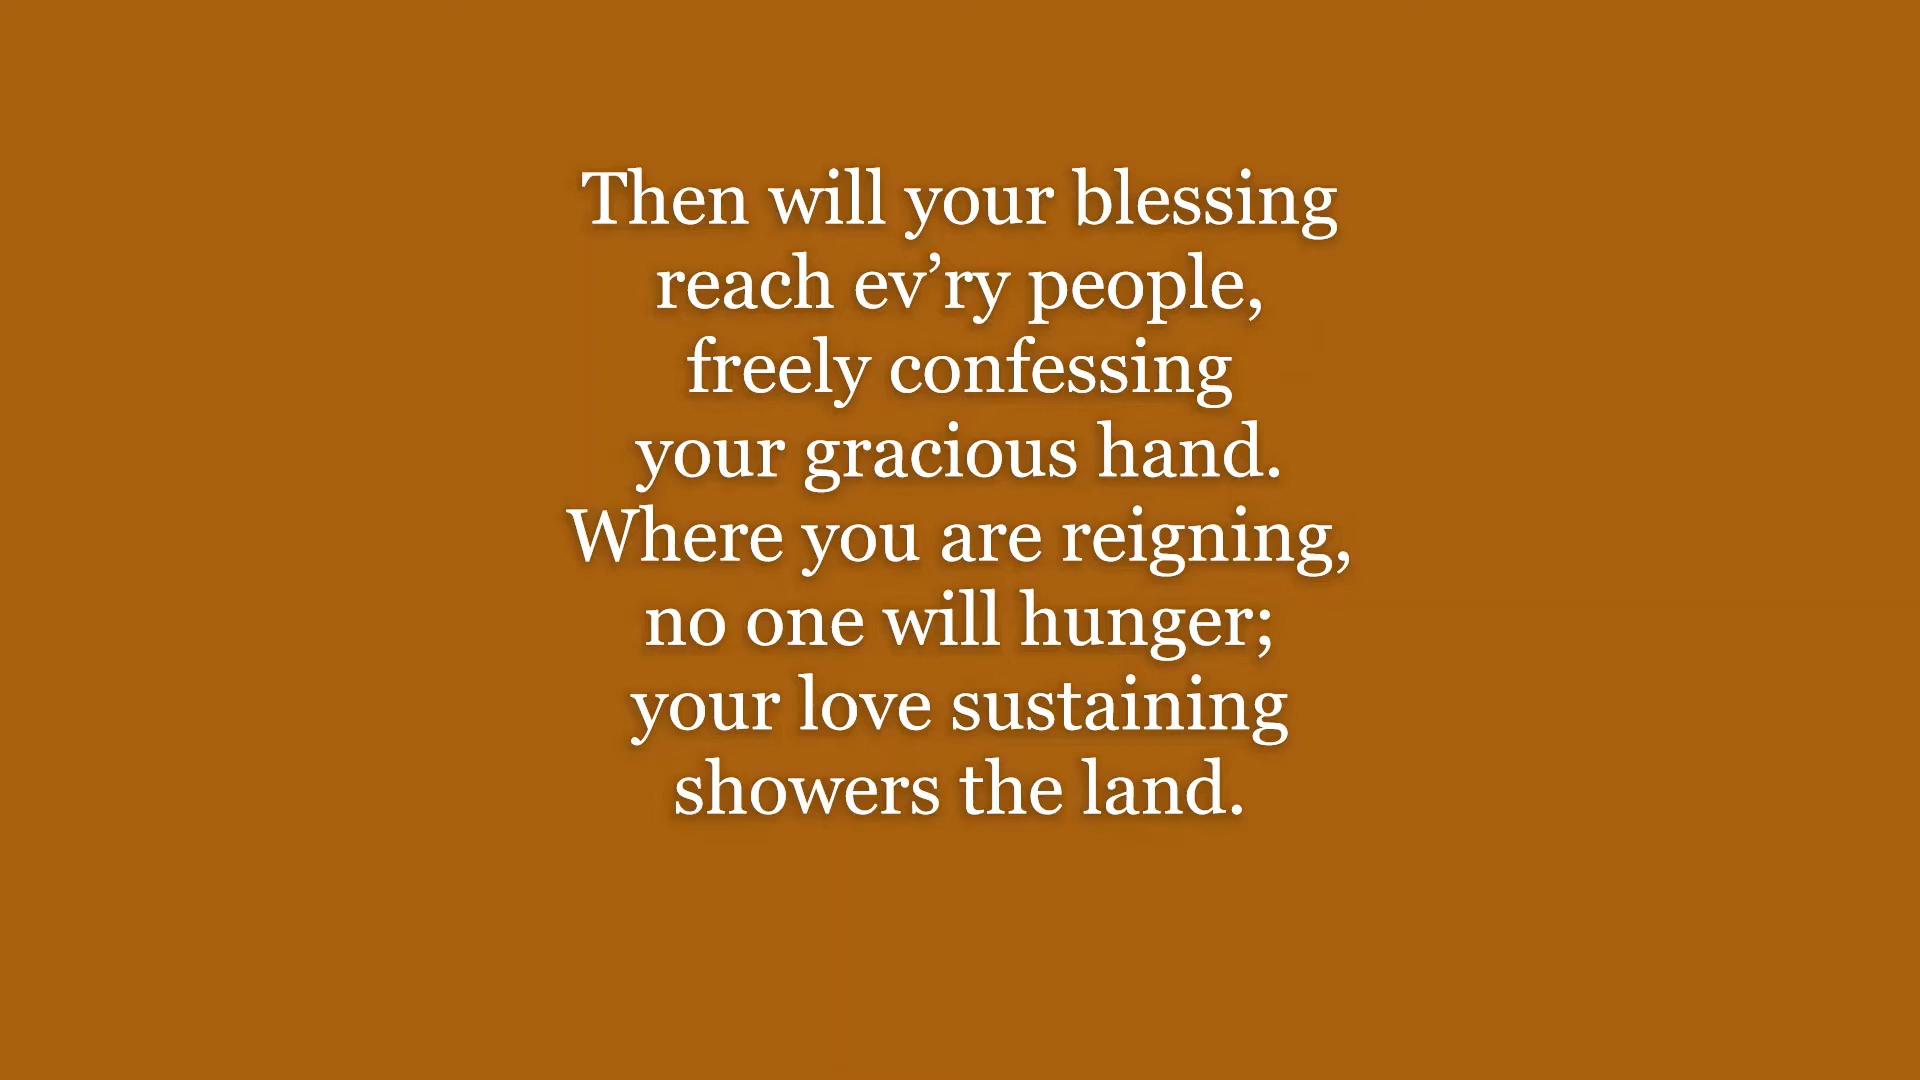 Then will your blessing
reach ev’ry people,
freely confessing
your gracious hand.
Where you are reigning,
no one will hunger;
your love sustaining
showers the land.